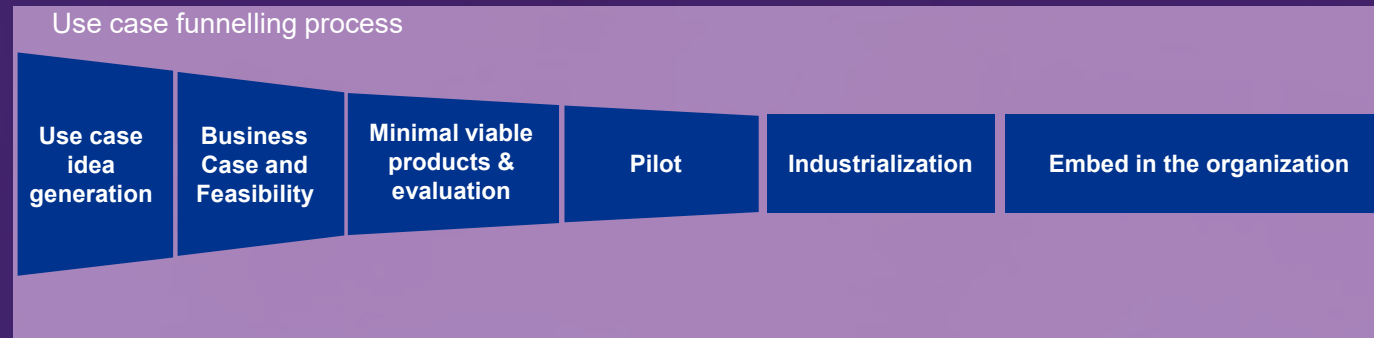 Use case funnelling process
Use case
idea
generation
Business
Case and
Feasibility
Minimal viable
products &
evaluation
Pilot
Industrialization
Embed in the organization